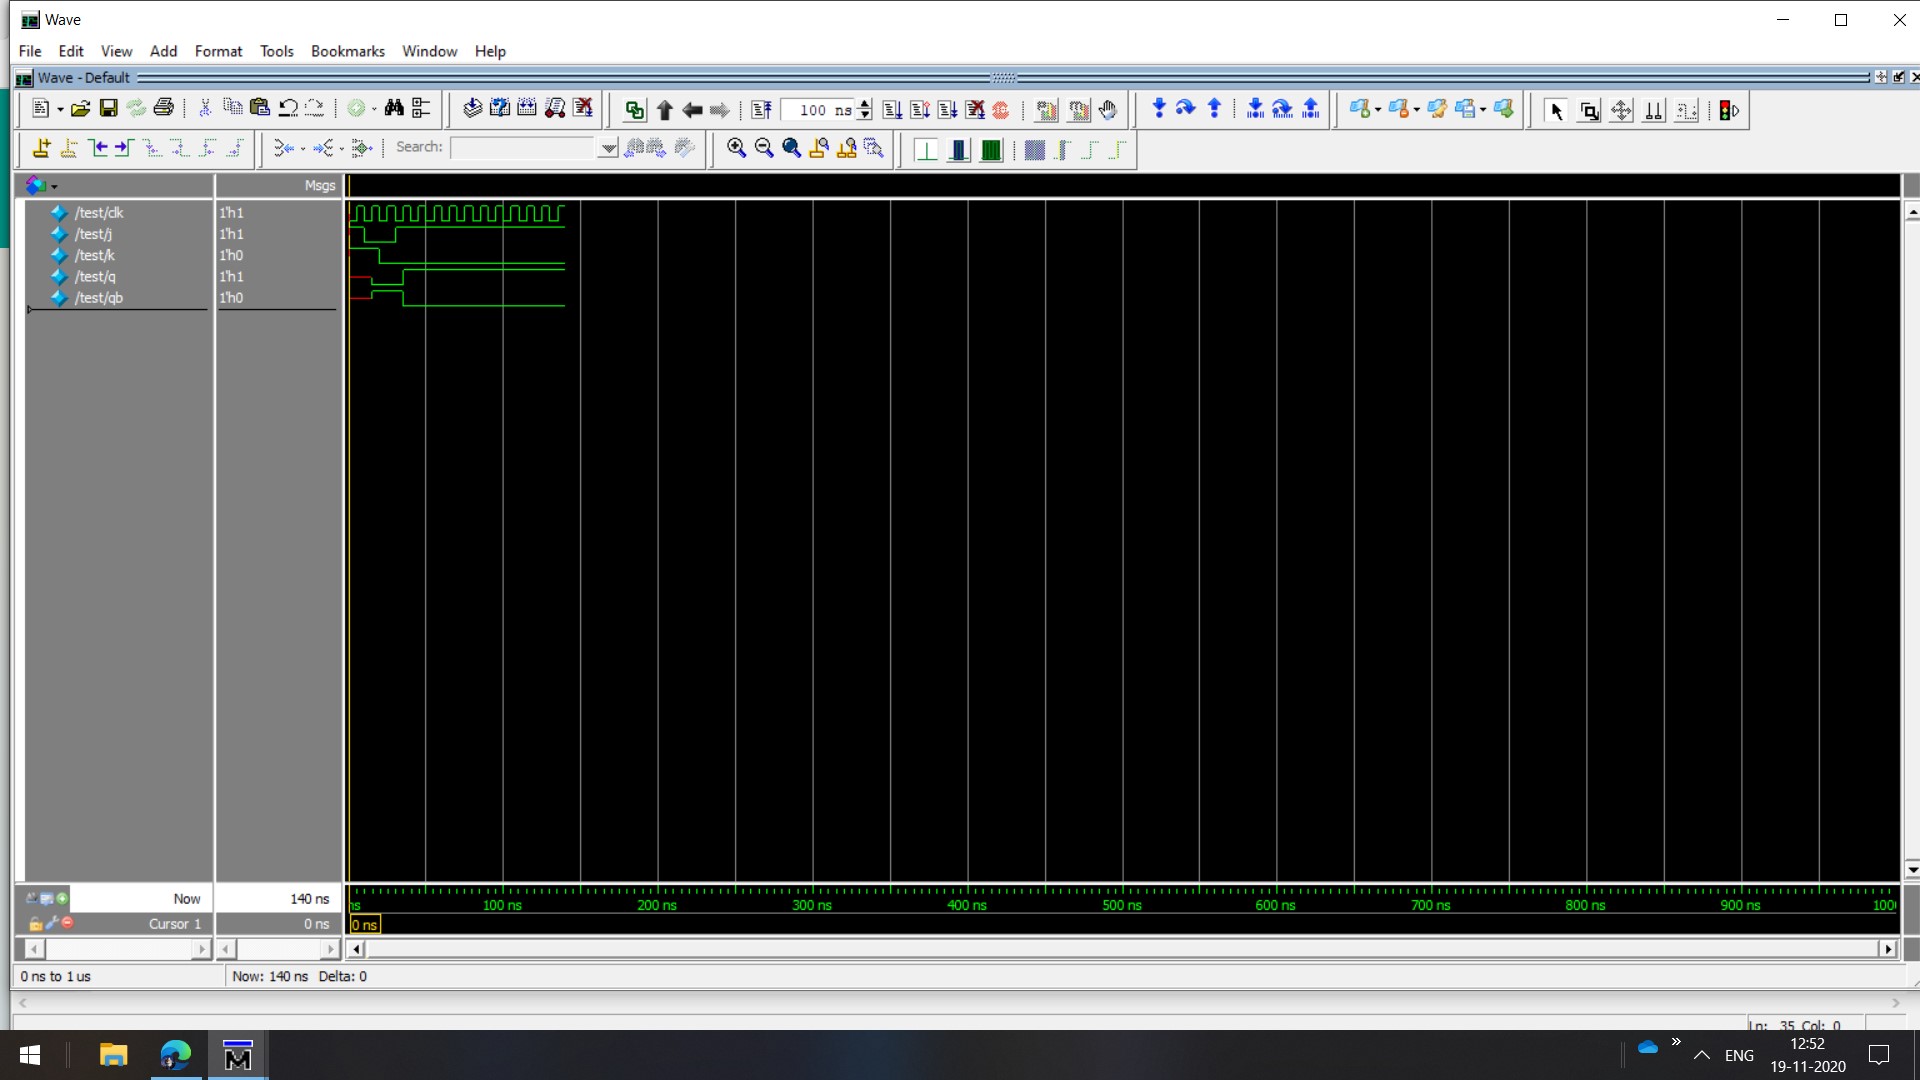 Wave
File Edit View Add Format Tools Bookmarks Window Help
Wave - Default
100 ns
Search:
Msgs
/test/clk 1'h1
/test/j 1'h1
/test/k 1'h0
/test/q 1'h1
/test/qb 1'h0
Now 140 ns
ns 100 ns 200 ns 300 ns 400 ns 500 ns 600 ns 700 ns 800 ns 900 ns 100
Cursor 1 0 ns 0 ns
0 ns to 1 us Now: 140 ns Delta: 0
Ln: 35 Col: 0
ENG 12:52
19-11-2020